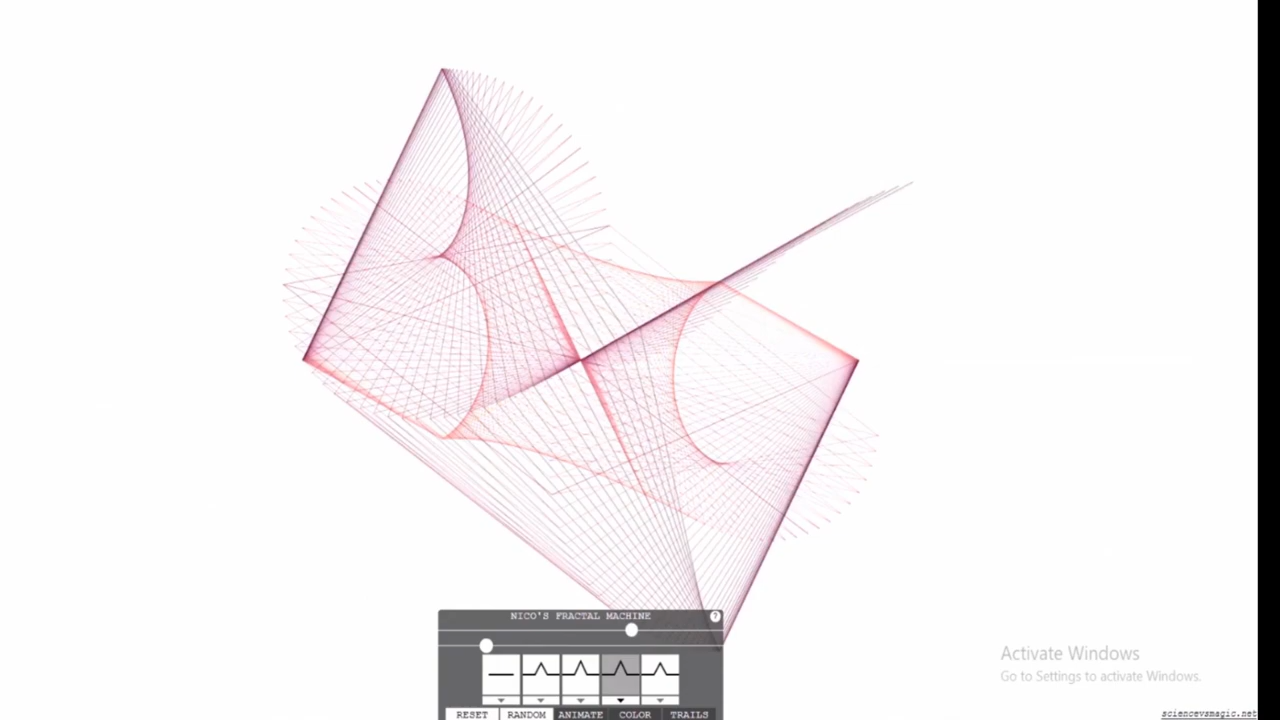 NICO'S FRACTAL MACHINE ?
Activate Windows
Go to Settings to activate Windows.
RESET RANDOM ANIMATE COLOR TRAILS
sciencevsmagic.net